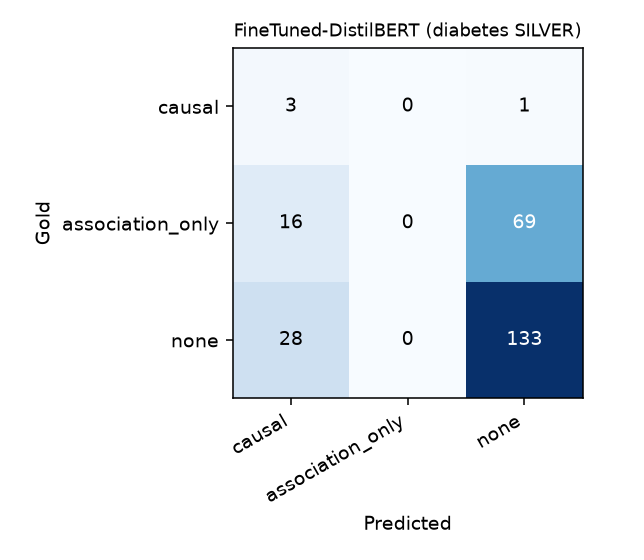 FineTuned-DistilBERT (diabetes SILVER)
causal 3 0 1
Gold
association_only 16 0 69
none 28 0 133
causal association_only none
Predicted